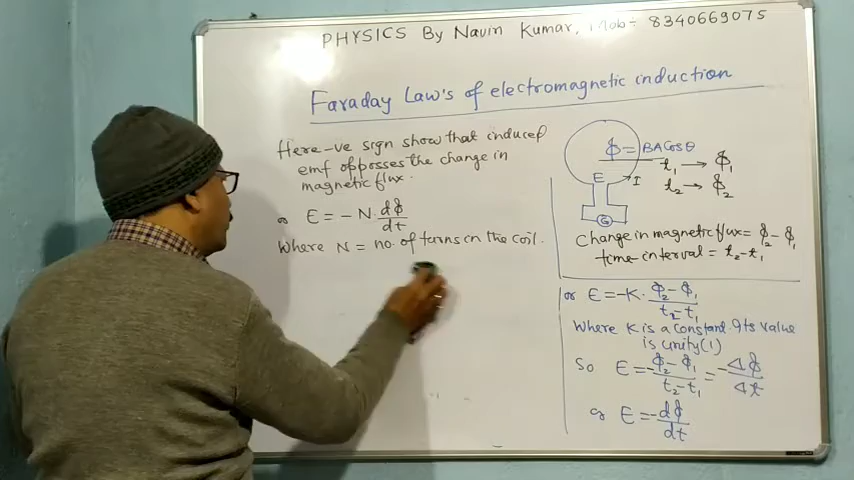 PHYSICS By Navin Kumar, Mob÷ 8340669075
Faraday Law's of electromagnetic induction
Here -ve sign show that induced
emf opposses the change in
magnetic flux.
or E = - N. dΦ/dt
Where N = no. of turns in the coil.
Φ = BA Cosθ
t₁ → Φ₁
E → I
t₂ → Φ₂
G
Change in magnetic flux = Φ₂ - Φ₁
time interval = t₂ - t₁
or E = -K. Φ₂ - Φ₁ / t₂ - t₁
Where K is a constant. Its value
is unity (1)
So E = - Φ₂ - Φ₁ / t₂ - t₁ = - ΔΦ / Δt
or E = - dΦ/dt